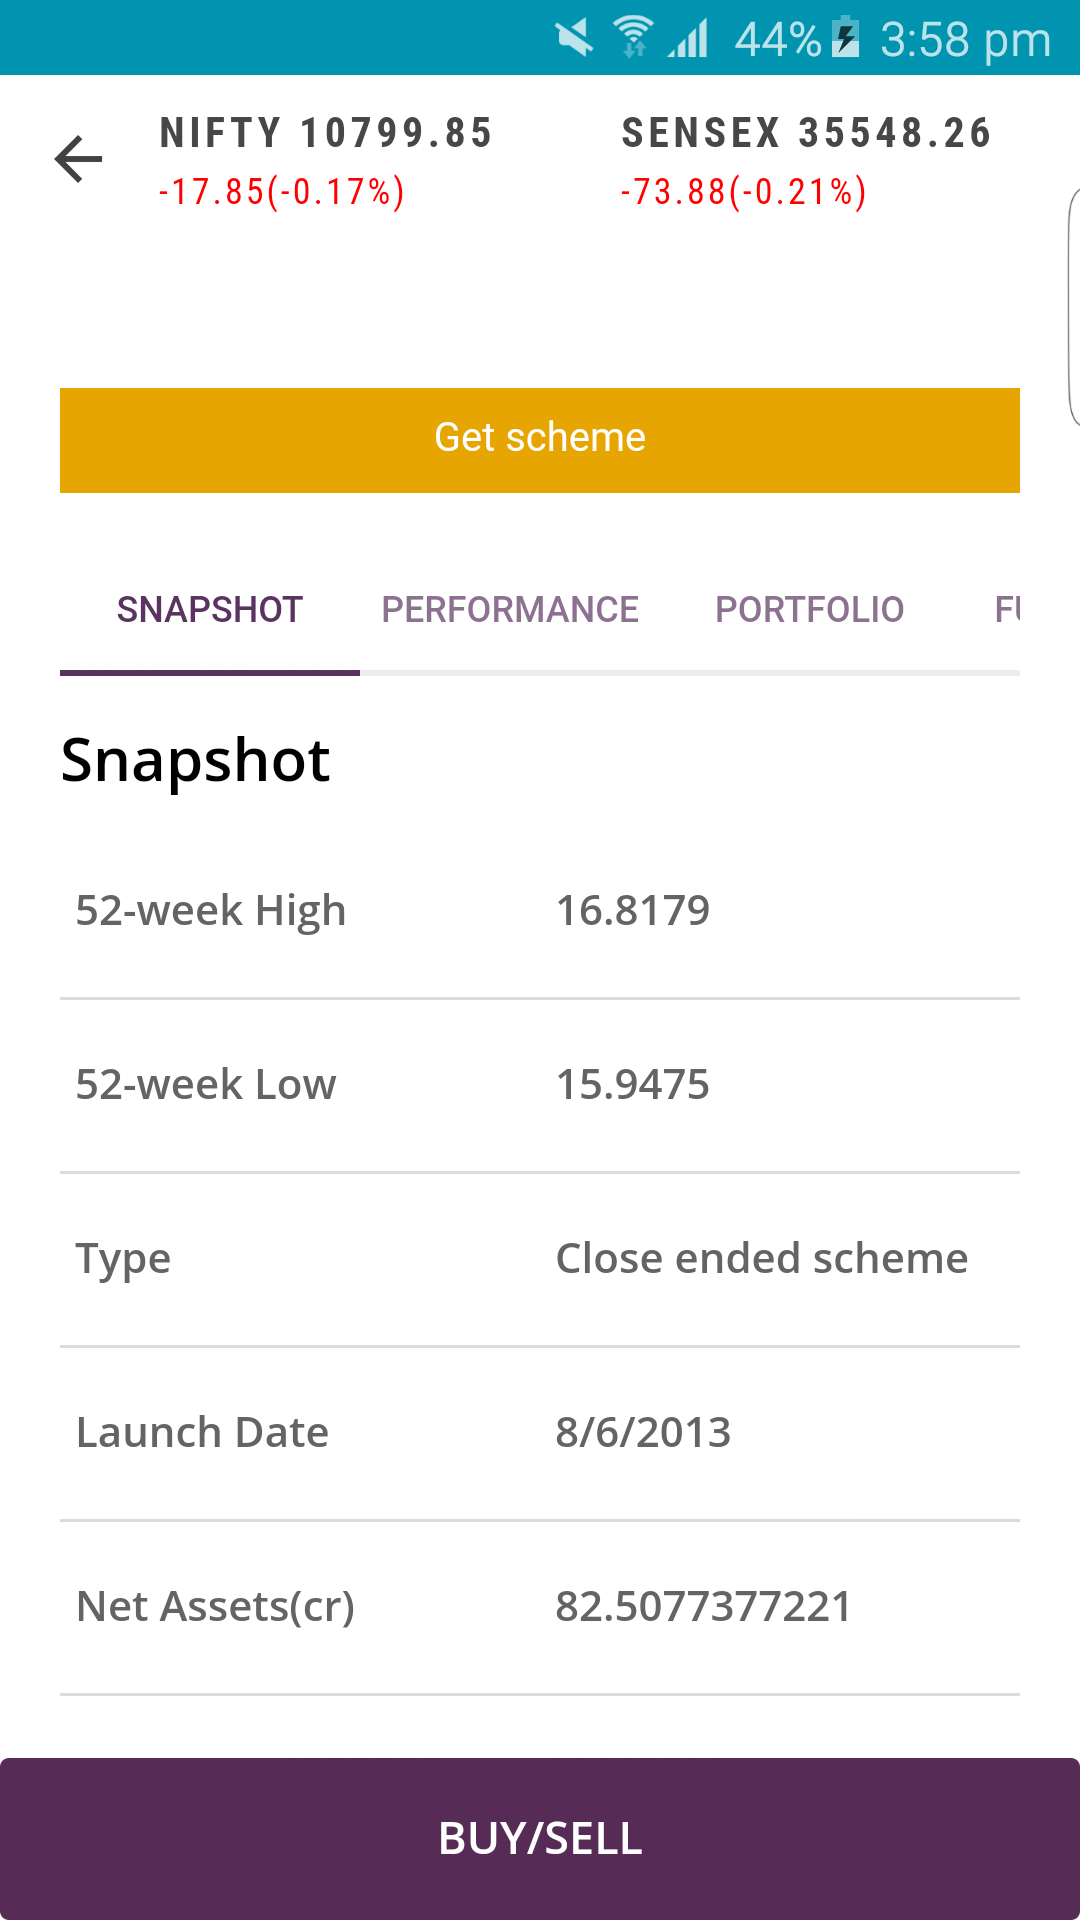 44% 3:58 pm
NIFTY 10799.85 SENSEX 35548.26
-17.85(-0.17%) -73.88(-0.21%)
Get scheme
SNAPSHOT PERFORMANCE PORTFOLIO
Snapshot
52-week High 16.8179
52-week Low 15.9475
Type Close ended scheme
Launch Date 8/6/2013
Net Assets(cr) 82.5077377221
BUY/SELL